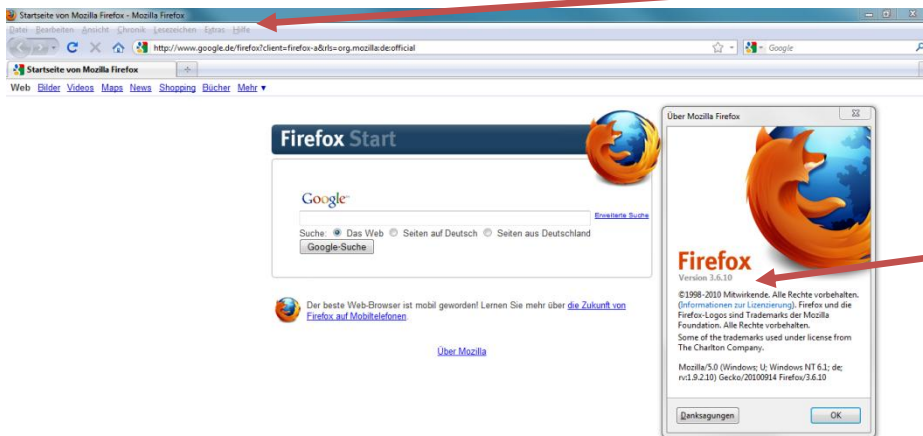 Startseite von Mozilla Firefox - Mozilla Firefox
Datei Bearbeiten Ansicht Chronik Lesezeichen Extras Hilfe
http://www.google.de/firefox?client=firefox-a&rls=org.mozilla:de:official
Google
Startseite von Mozilla Firefox
Web Bilder Videos Maps News Shopping Bücher Mehr ▼
Firefox Start
Google
Erweiterte Suche
Suche: Das Web Seiten auf Deutsch Seiten aus Deutschland
Google-Suche
Der beste Web-Browser ist mobil geworden! Lernen Sie mehr über die Zukunft von
Firefox auf Mobiltelefonen.
Über Mozilla
Über Mozilla Firefox
Firefox
Version 3.6.10
©1998-2010 Mitwirkende. Alle Rechte vorbehalten.
(Informationen zur Lizenzierung). Firefox und die
Firefox-Logos sind Trademarks der Mozilla
Foundation. Alle Rechte vorbehalten.
Some of the trademarks used under license from
The Charlton Company.
Mozilla/5.0 (Windows; U; Windows NT 6.1; de;
rv:1.9.2.10) Gecko/20100914 Firefox/3.6.10
Danksagungen
OK